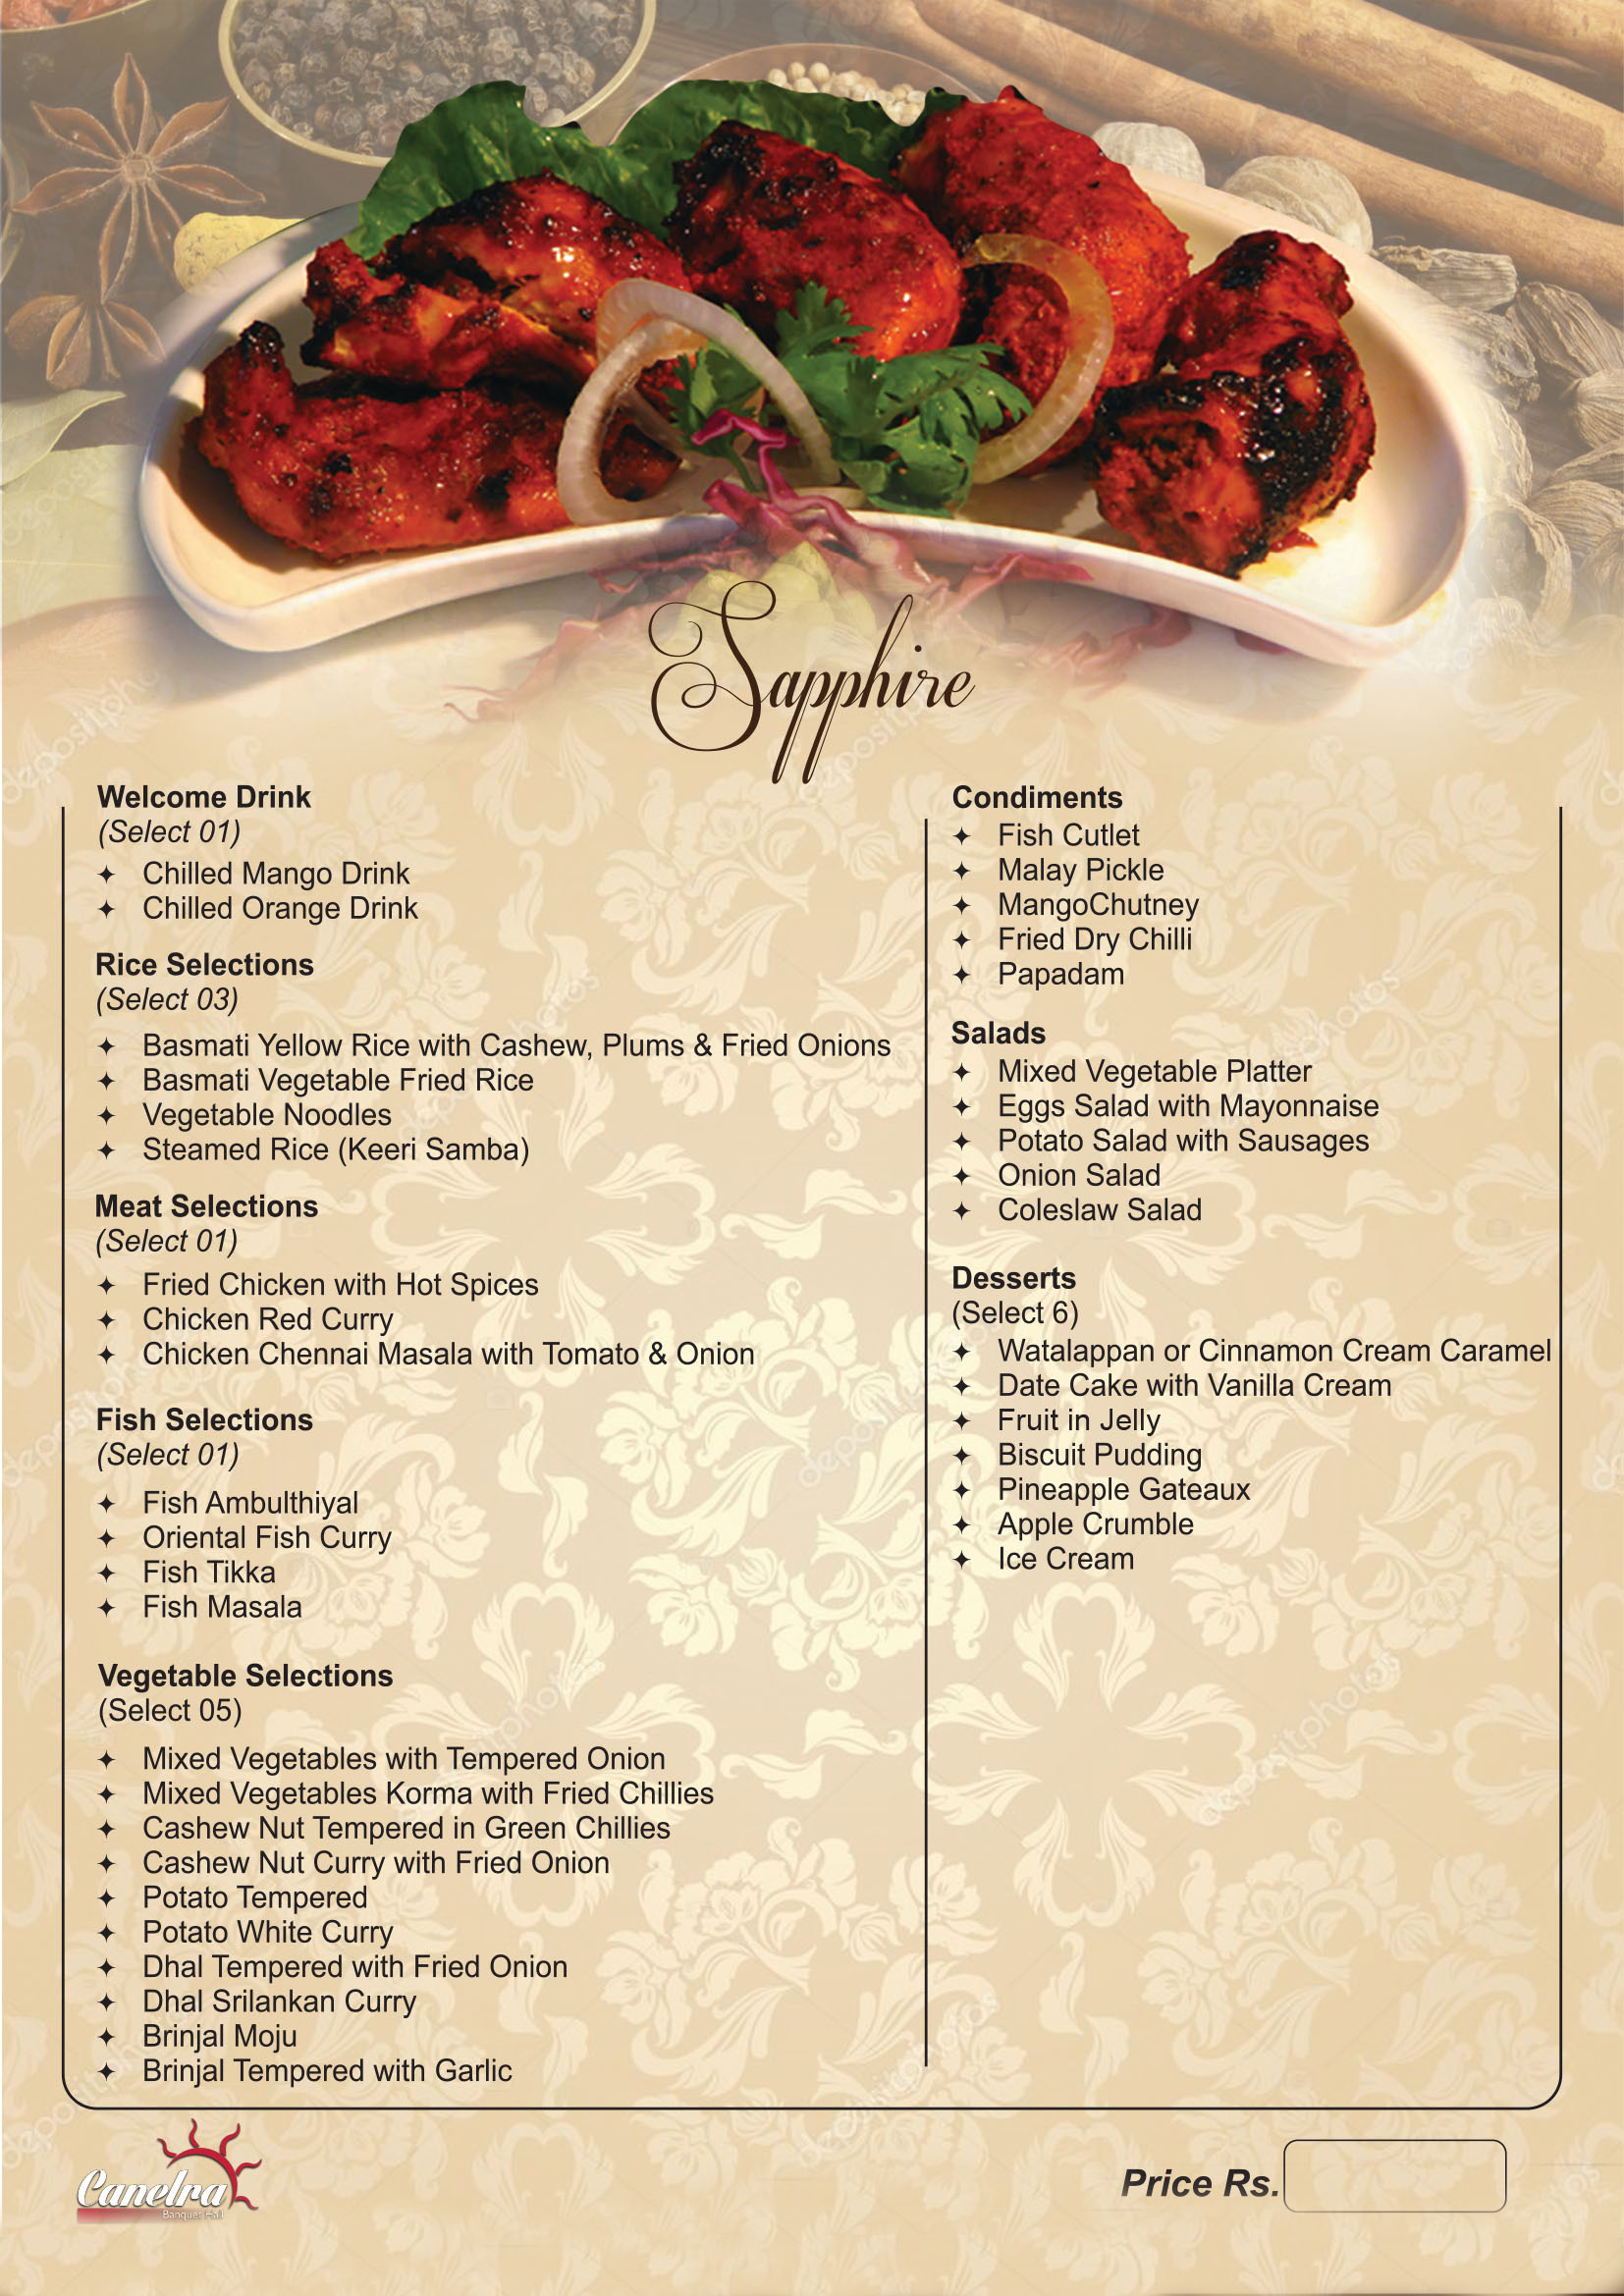 Sapphire
Welcome Drink
(Select 01)
Chilled Mango Drink
Chilled Orange Drink
Rice Selections
(Select 03)
Basmati Yellow Rice with Cashew, Plums & Fried Onions
Basmati Vegetable Fried Rice
Vegetable Noodles
Steamed Rice (Keeri Samba)
Meat Selections
(Select 01)
Fried Chicken with Hot Spices
Chicken Red Curry
Chicken Chennai Masala with Tomato & Onion
Fish Selections
(Select 01)
Fish Ambulthiyal
Oriental Fish Curry
Fish Tikka
Fish Masala
Vegetable Selections
(Select 05)
Mixed Vegetables with Tempered Onion
Mixed Vegetables Korma with Fried Chillies
Cashew Nut Tempered in Green Chillies
Cashew Nut Curry with Fried Onion
Potato Tempered
Potato White Curry
Dhal Tempered with Fried Onion
Dhal Srilankan Curry
Brinjal Moju
Brinjal Tempered with Garlic
Condiments
Fish Cutlet
Malay Pickle
MangoChutney
Fried Dry Chilli
Papadam
Salads
Mixed Vegetable Platter
Eggs Salad with Mayonnaise
Potato Salad with Sausages
Onion Salad
Coleslaw Salad
Desserts
(Select 6)
Watalappan or Cinnamon Cream Caramel
Date Cake with Vanilla Cream
Fruit in Jelly
Biscuit Pudding
Pineapple Gateaux
Apple Crumble
Ice Cream
Canelra
Banquet Hall
Price Rs.
depositphotos